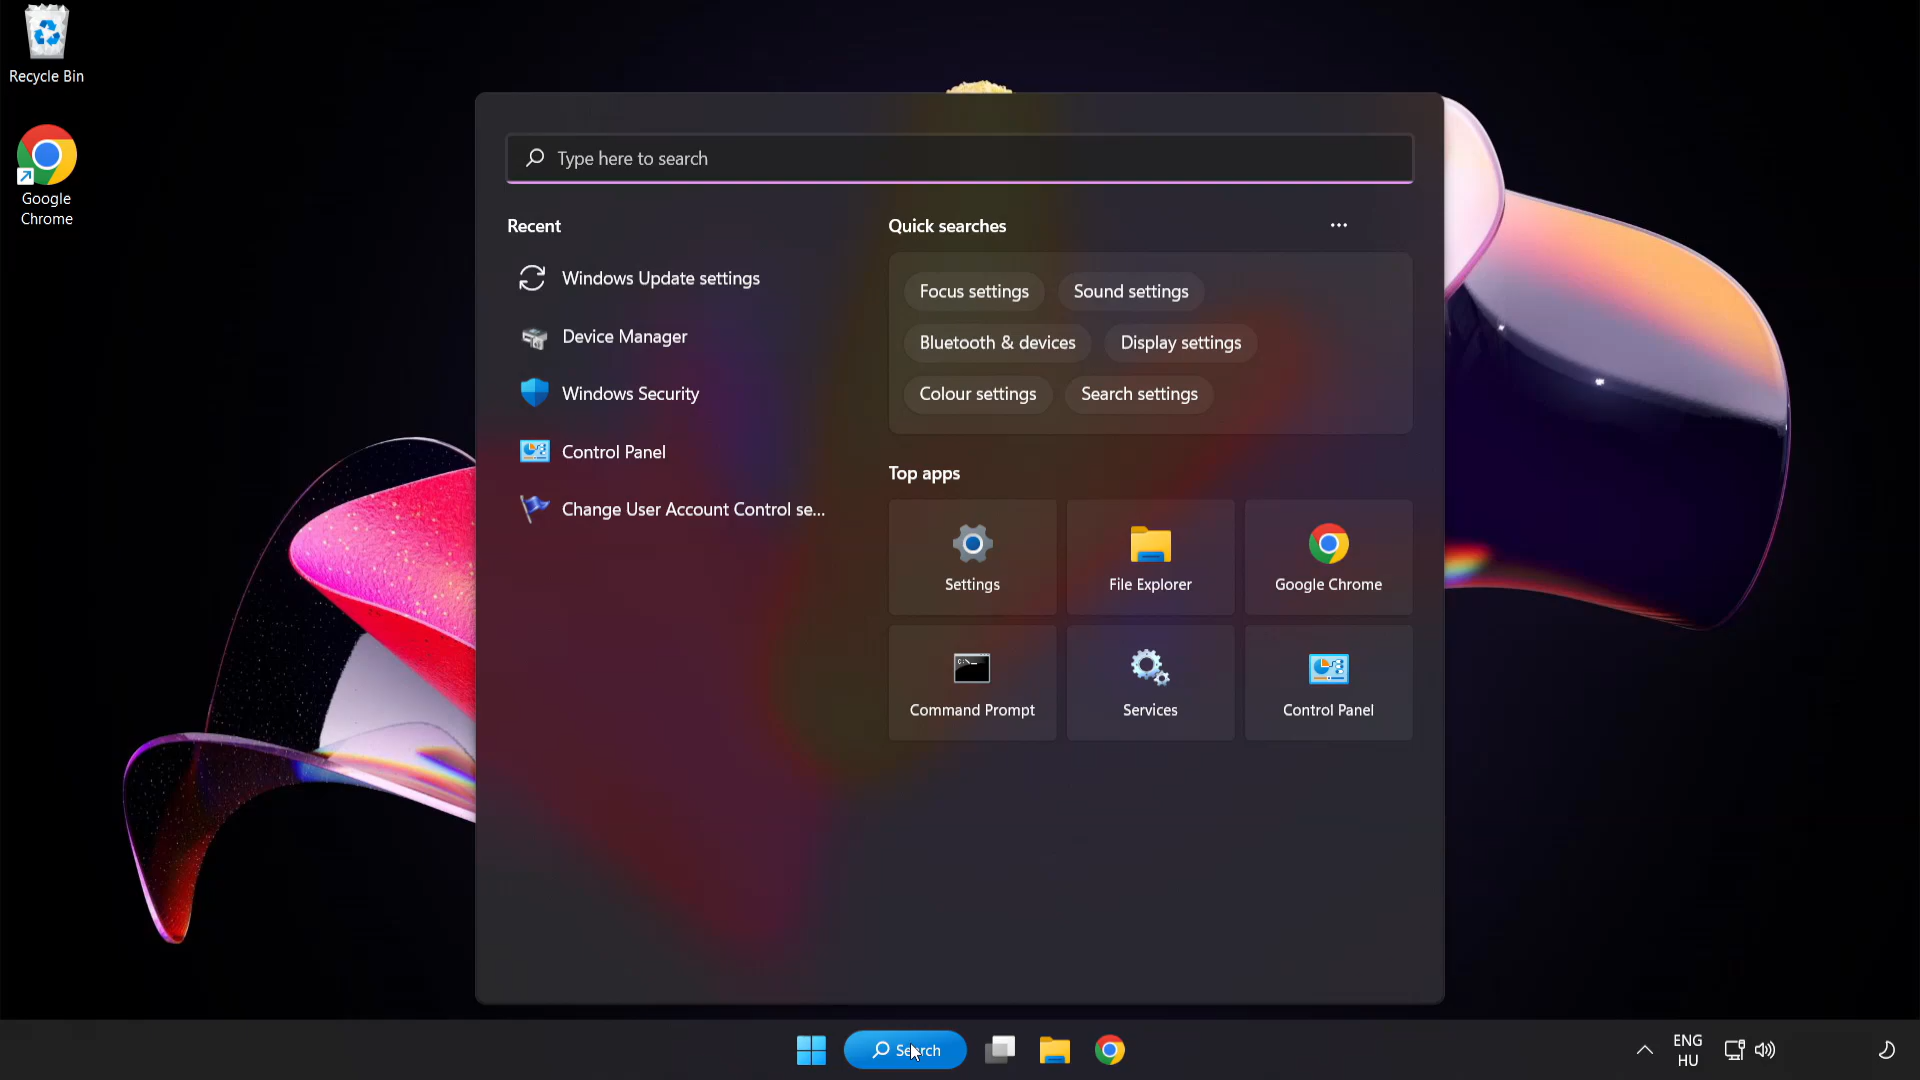 Recycle Bin
Google
Chrome
Type here to search
Recent
Windows Update settings
Device Manager
Windows Security
Control Panel
Change User Account Control se...
Quick searches
Focus settings
Sound settings
Bluetooth & devices
Display settings
Colour settings
Search settings
Top apps
Settings
File Explorer
Google Chrome
Command Prompt
Services
Control Panel
Search
ENG
HU